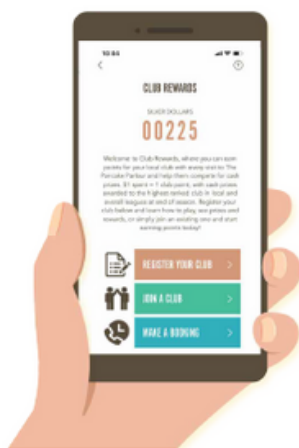 10:04
CLUB REWARDS
SILVER DOLLARS
00225
Welcome to Club Rewards, where you can earn
points for your local club with every visit to The
Pancake Parlour and help them compete for cash
prizes. $1 spent = 1 club point, with cash prizes
awarded to the highest ranked club in local and
overall leagues at end of season. Register your
club below and learn how to play, see prizes and
rewards, or simply join an existing one and start
earning points today!
REGISTER YOUR CLUB
JOIN A CLUB
MAKE A BOOKING